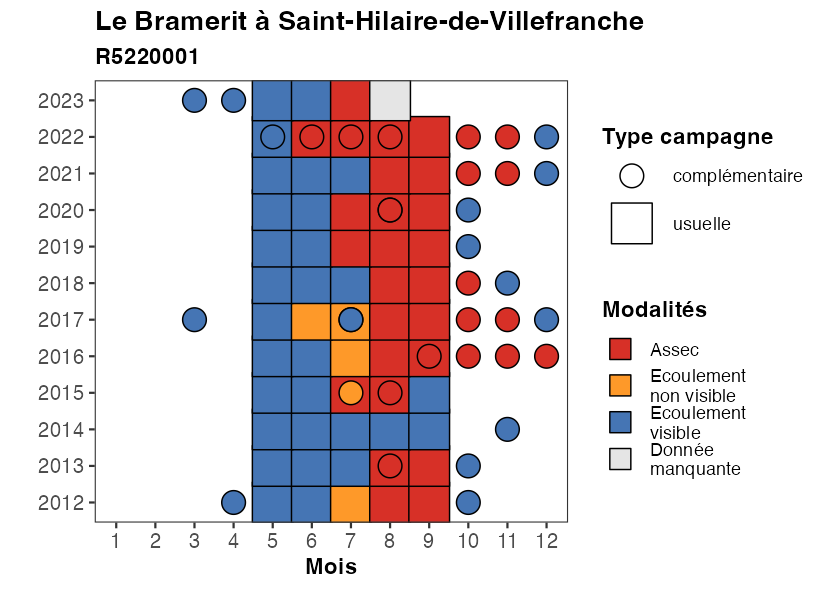 Le Bramerit à Saint-Hilaire-de-Villefranche
R5220001
2023
2022
2021
2020
2019
2018
2017
2016
2015
2014
2013
2012
1 2 3 4 5 6 7 8 9 10 11 12
Mois
Type campagne
complémentaire
usuelle
Modalités
Assec
Ecoulement
non visible
Ecoulement
visible
Donnée
manquante